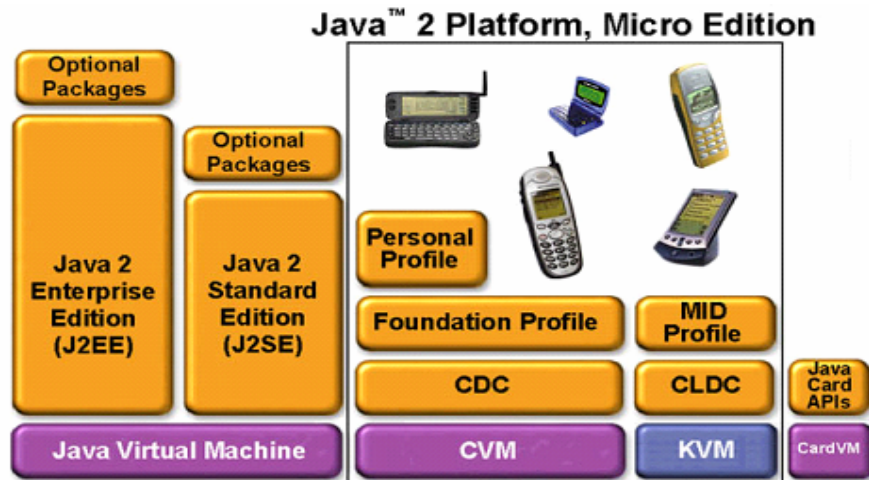 Java™ 2 Platform, Micro Edition
Optional
Packages
Optional
Packages
Java 2
Enterprise
Edition
(J2EE)
Java 2
Standard
Edition
(J2SE)
Personal
Profile
Foundation Profile
MID
Profile
CDC
CLDC
Java
Card
APIs
Java Virtual Machine
CVM
KVM
CardVM